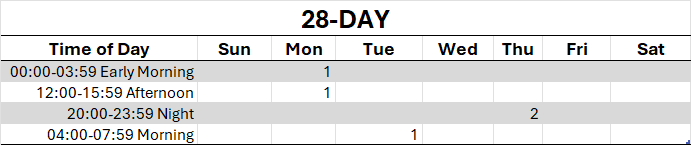 28-DAY
Time of Day Sun Mon Tue Wed Thu Fri Sat
00:00-03:59 Early Morning 1
12:00-15:59 Afternoon 1
20:00-23:59 Night 2
04:00-07:59 Morning 1